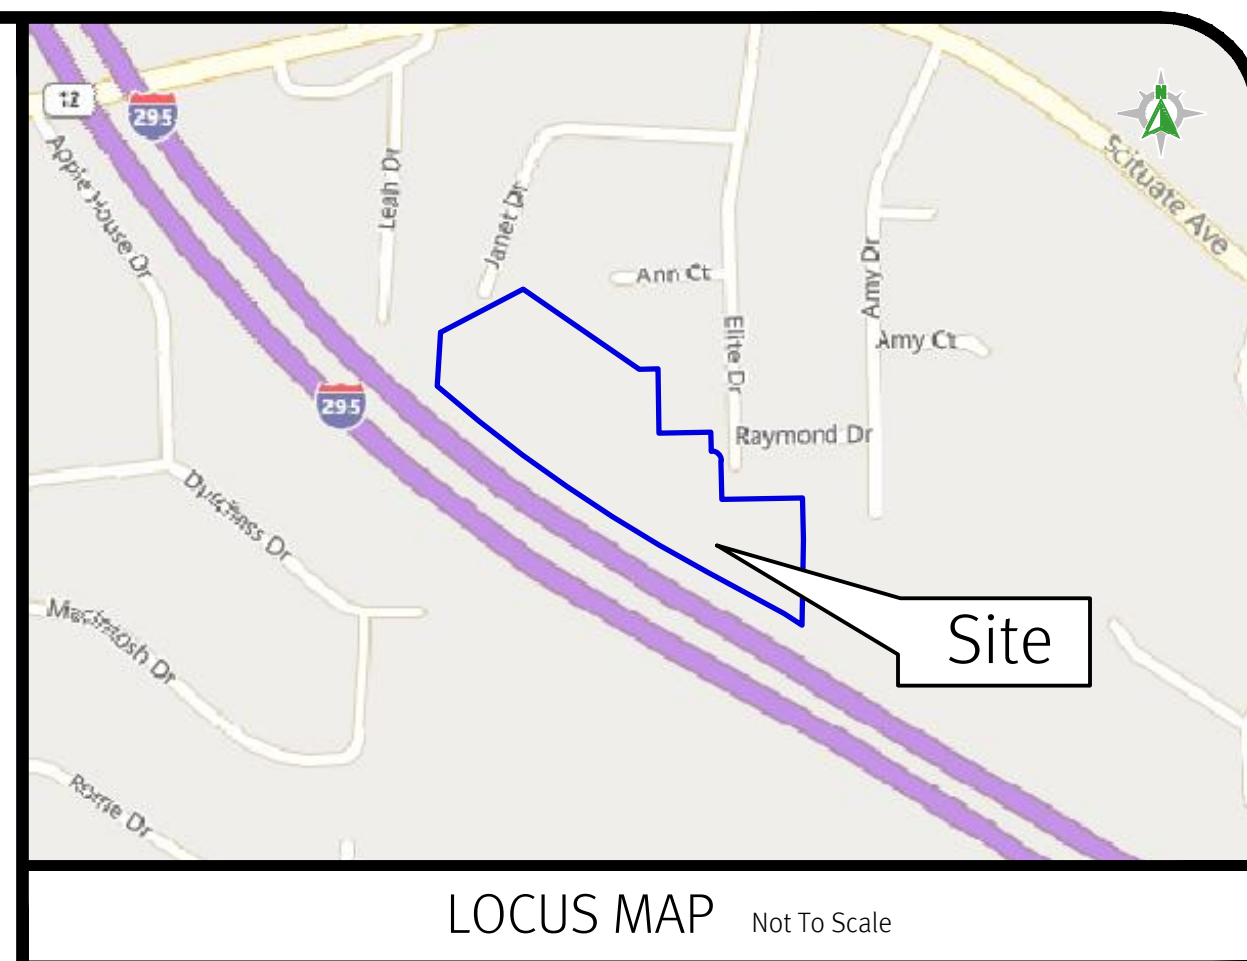 N
12
295
Apple House Dr
Leah Dr
Janet Dr
Scituate Ave
Ann Ct
Amy Dr
Elite Dr
Amy Ct
295
Raymond Dr
Dutchess Dr
Macintosh Dr
Site
Rome Dr
LOCUS MAP Not To Scale